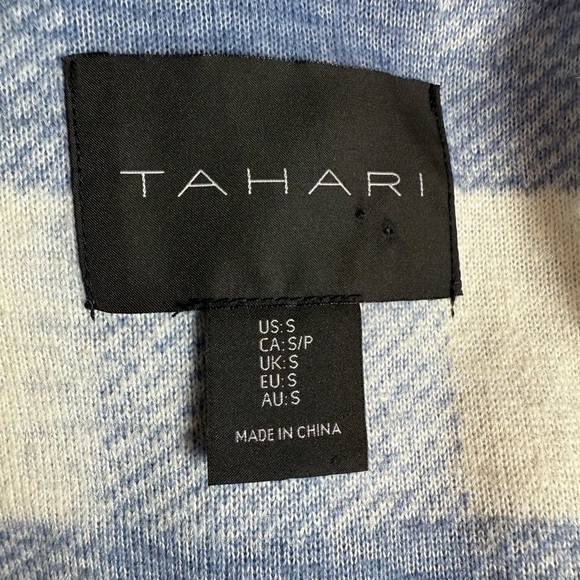 TAHARI
US: S
CA: S/P
UK: S
EU: S
AU: S
MADE IN CHINA